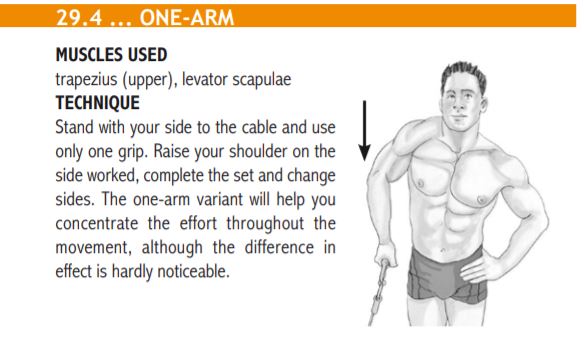 29.4 ... ONE-ARM
MUSCLES USED
trapezius (upper), levator scapulae
TECHNIQUE
Stand with your side to the cable and use
only one grip. Raise your shoulder on the
side worked, complete the set and change
sides. The one-arm variant will help you
concentrate the effort throughout the
movement, although the difference in
effect is hardly noticeable.